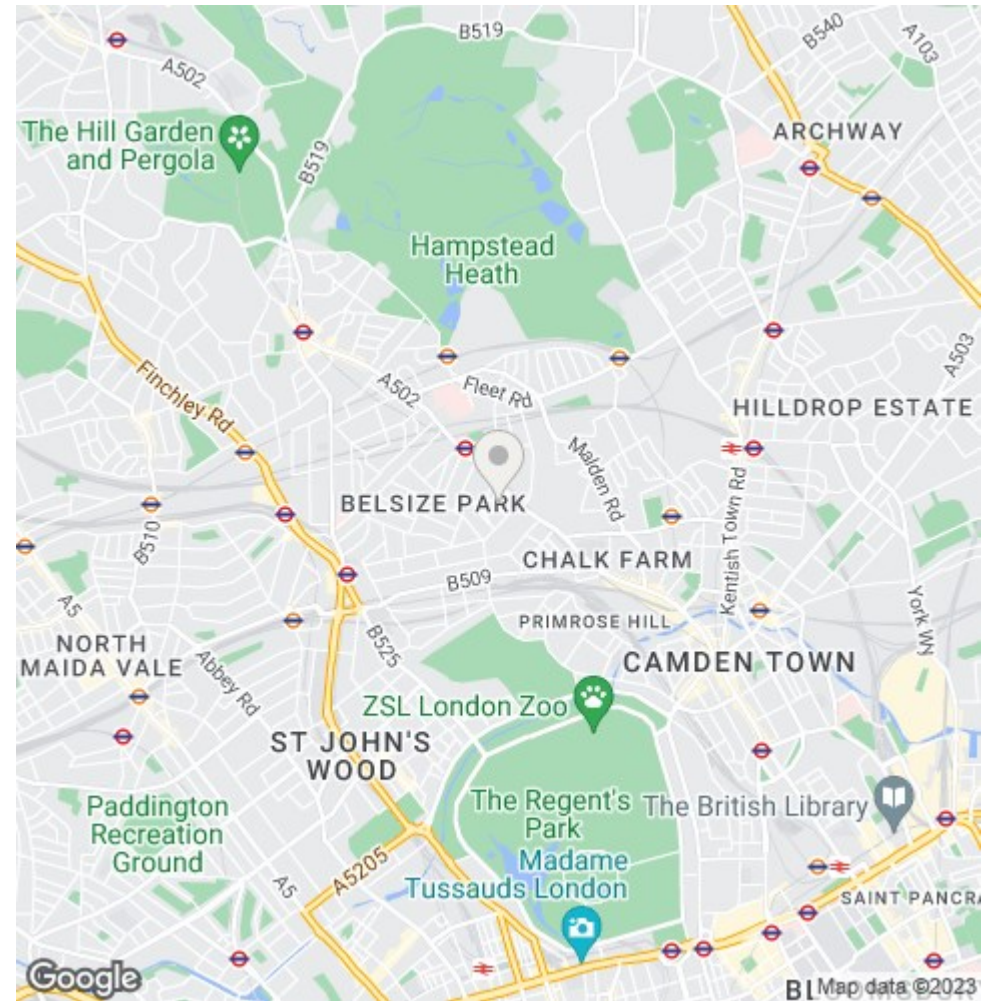 B519
B540
A103
A502
The Hill Garden
and Pergola
B519
ARCHWAY
Hampstead
Heath
A503
A502
Fleet Rd
Finchley Rd
HILLDROP ESTATE
Malden Rd
BELSIZE PARK
Kentish Town Rd
B510
CHALK FARM
B509
A5
York Wy
PRIMROSE HILL
NORTH
MAIDA VALE
B525
Abbey Rd
CAMDEN TOWN
ZSL London Zoo
ST JOHN'S
WOOD
The Regent's
Park
The British Library
Paddington
Recreation
Ground
Madame
Tussauds London
A5205
A5
SAINT PANCRA
Google
BL
Map data ©2023